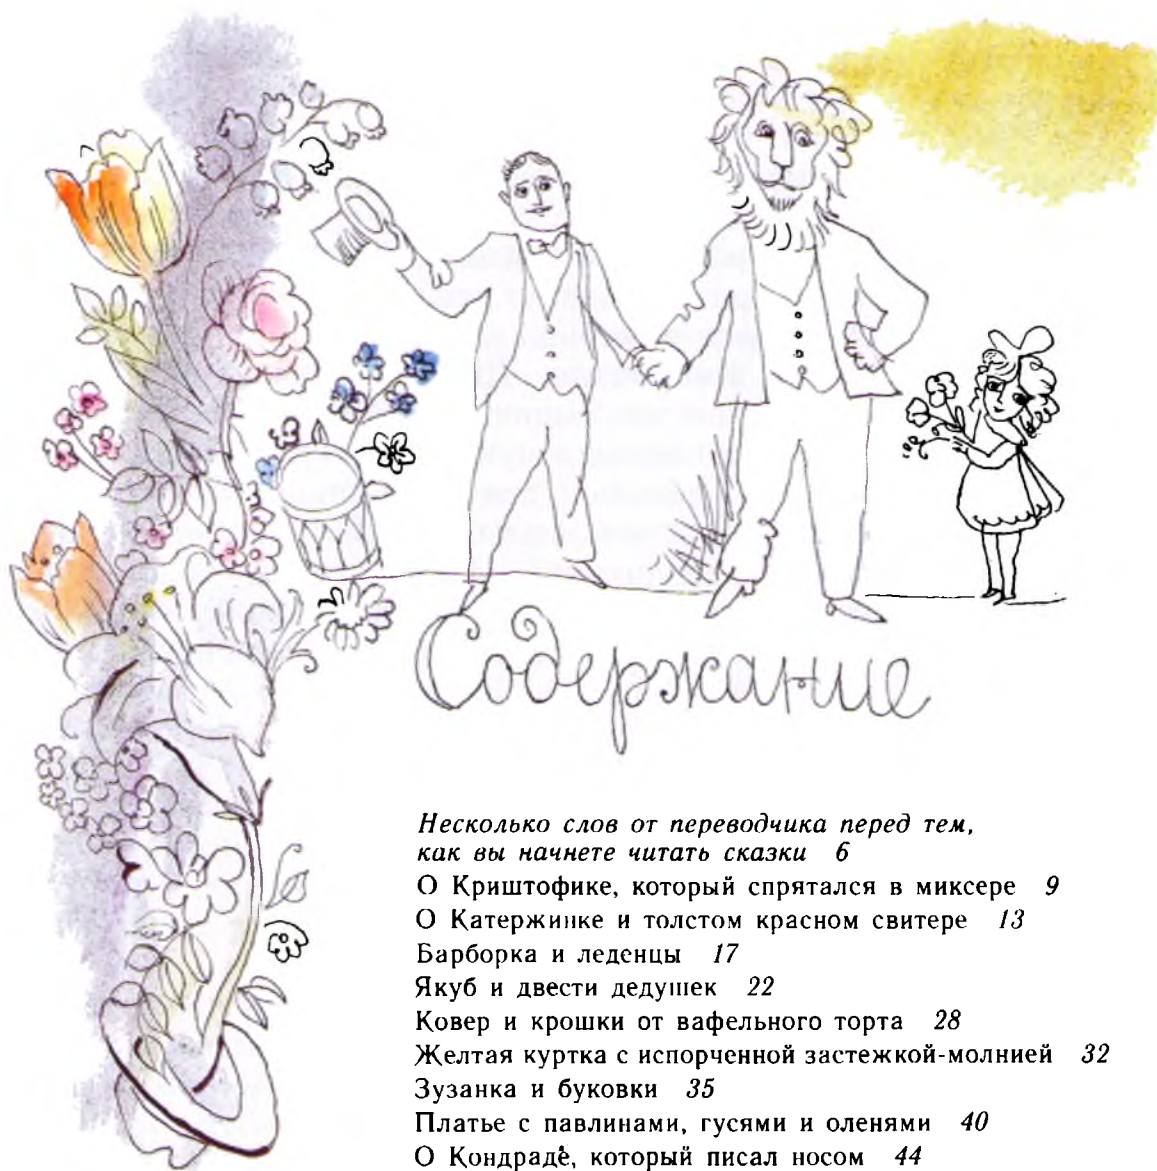 Содержание
Несколько слов от переводчика перед тем,
как вы начнете читать сказки 6
О Криштофике, который спрятался в миксере 9
О Катержинке и толстом красном свитере 13
Барборка и леденцы 17
Якуб и двести дедушек 22
Ковер и крошки от вафельного торта 28
Желтая куртка с испорченной застежкой-молнией 32
Зузанка и буковки 35
Платье с павлинами, гусями и оленями 40
О Кондраде, который писал носом 44